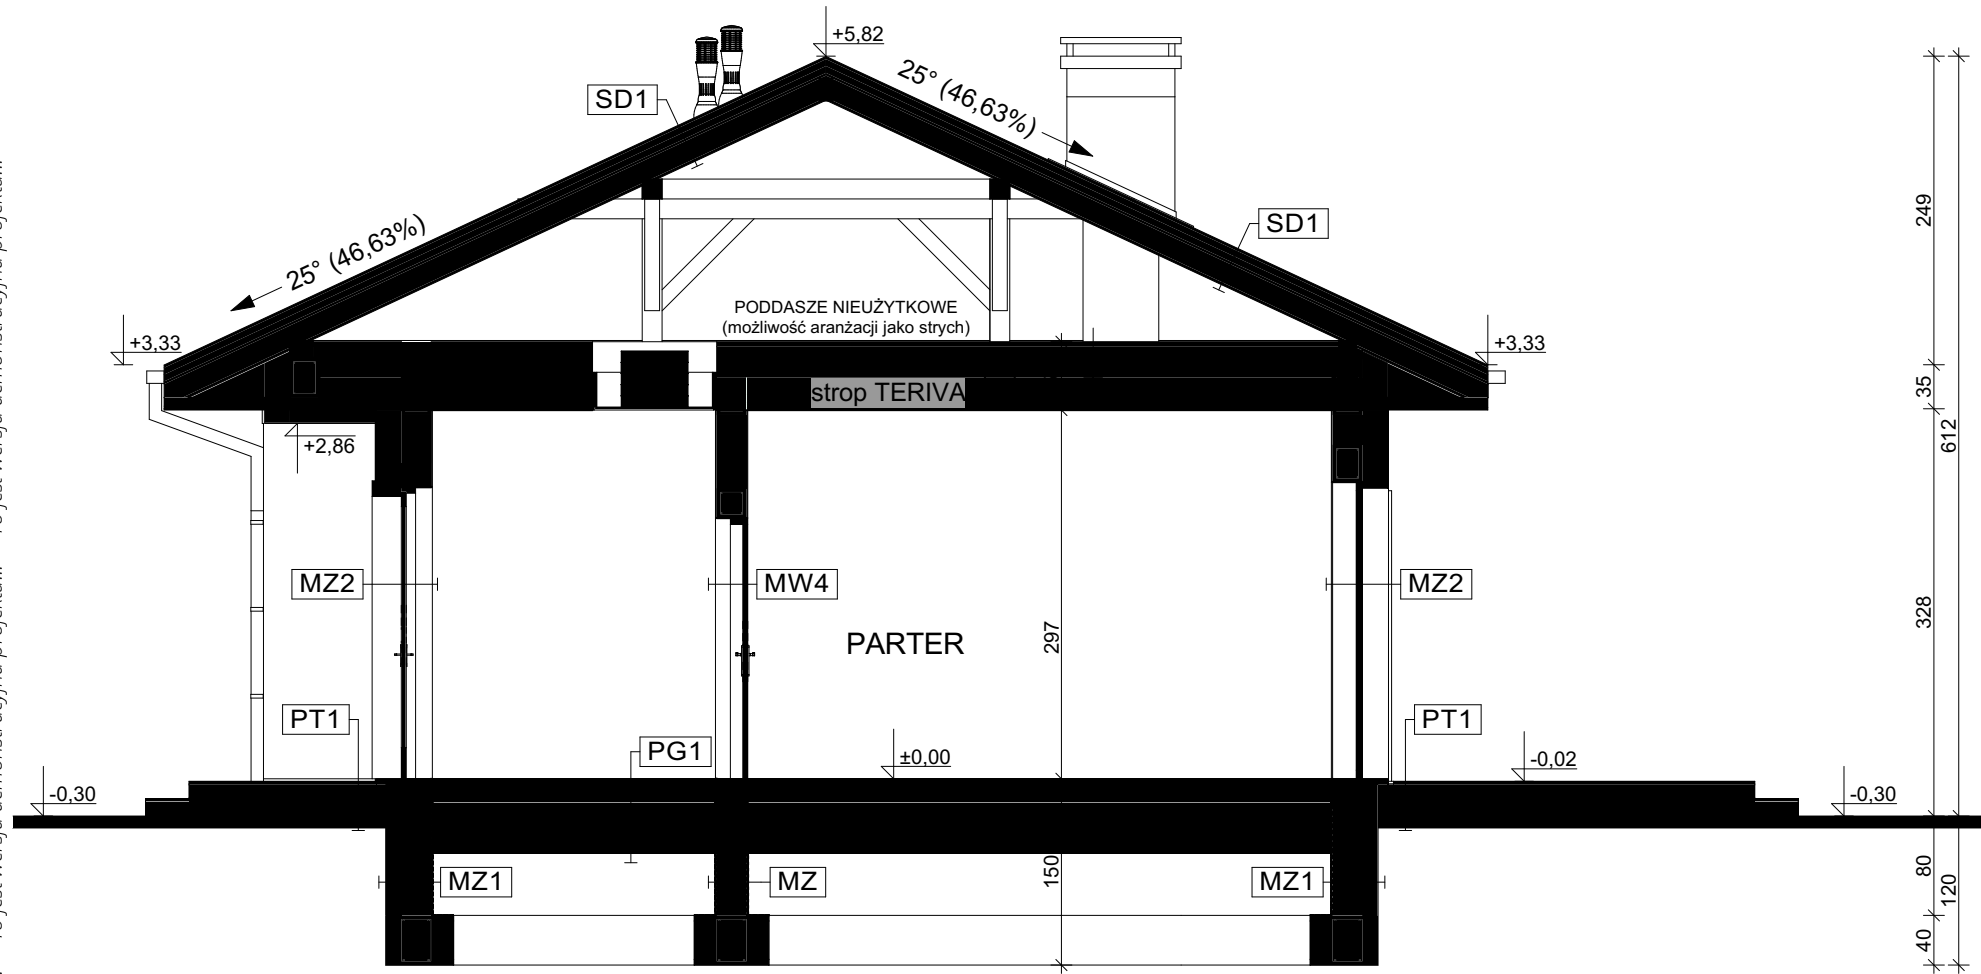 +5,82
25° (46,63%)
SD1
249
25° (46,63%)
SD1
PODDASZE NIEUŻYTKOWE
(możliwość aranżacji jako strych)
+3,33
+3,33
strop TERIVA
35
+2,86
612
MZ2
MW4
MZ2
328
PARTER
297
PT1
PT1
PG1
±0,00
-0,02
-0,30
-0,30
MZ1
MZ
150
MZ1
80
120
40